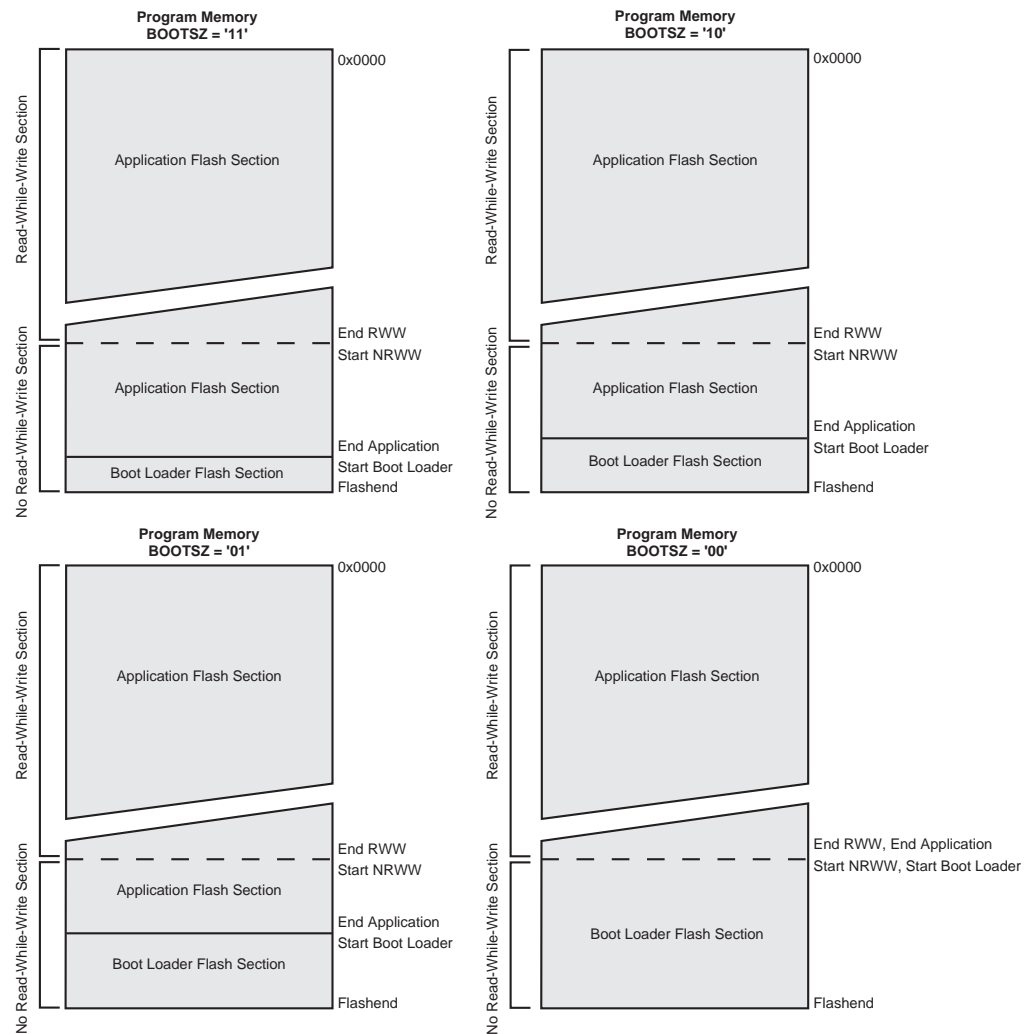 Program Memory
BOOTSZ = '11'
0x0000
Read-While-Write Section
Application Flash Section
End RWW
Start NRWW
No Read-While-Write Section
Application Flash Section
End Application
Start Boot Loader
Boot Loader Flash Section
Flashend
Program Memory
BOOTSZ = '10'
0x0000
Read-While-Write Section
Application Flash Section
End RWW
Start NRWW
No Read-While-Write Section
Application Flash Section
End Application
Start Boot Loader
Boot Loader Flash Section
Flashend
Program Memory
BOOTSZ = '01'
0x0000
Read-While-Write Section
Application Flash Section
End RWW
Start NRWW
No Read-While-Write Section
Application Flash Section
End Application
Start Boot Loader
Boot Loader Flash Section
Flashend
Program Memory
BOOTSZ = '00'
0x0000
Read-While-Write Section
Application Flash Section
End RWW, End Application
Start NRWW, Start Boot Loader
No Read-While-Write Section
Boot Loader Flash Section
Flashend